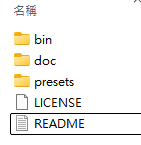 名稱
bin
doc
presets
LICENSE
README